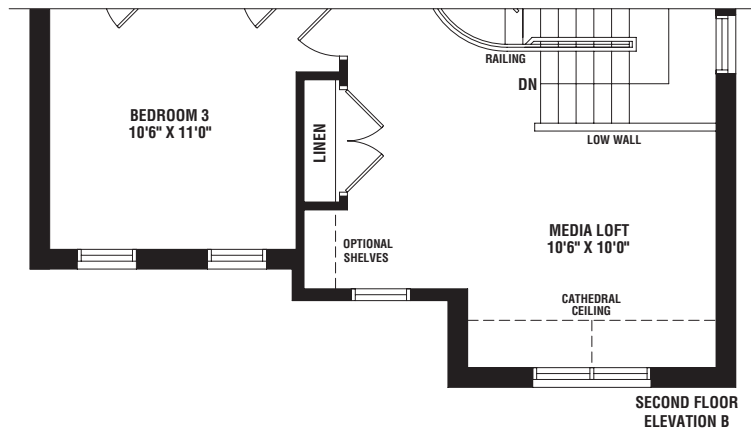 RAILING
DN
BEDROOM 3
10'6" X 11'0"
LINEN
LOW WALL
MEDIA LOFT
10'6" X 10'0"
OPTIONAL
SHELVES
CATHEDRAL
CEILING
SECOND FLOOR
ELEVATION B